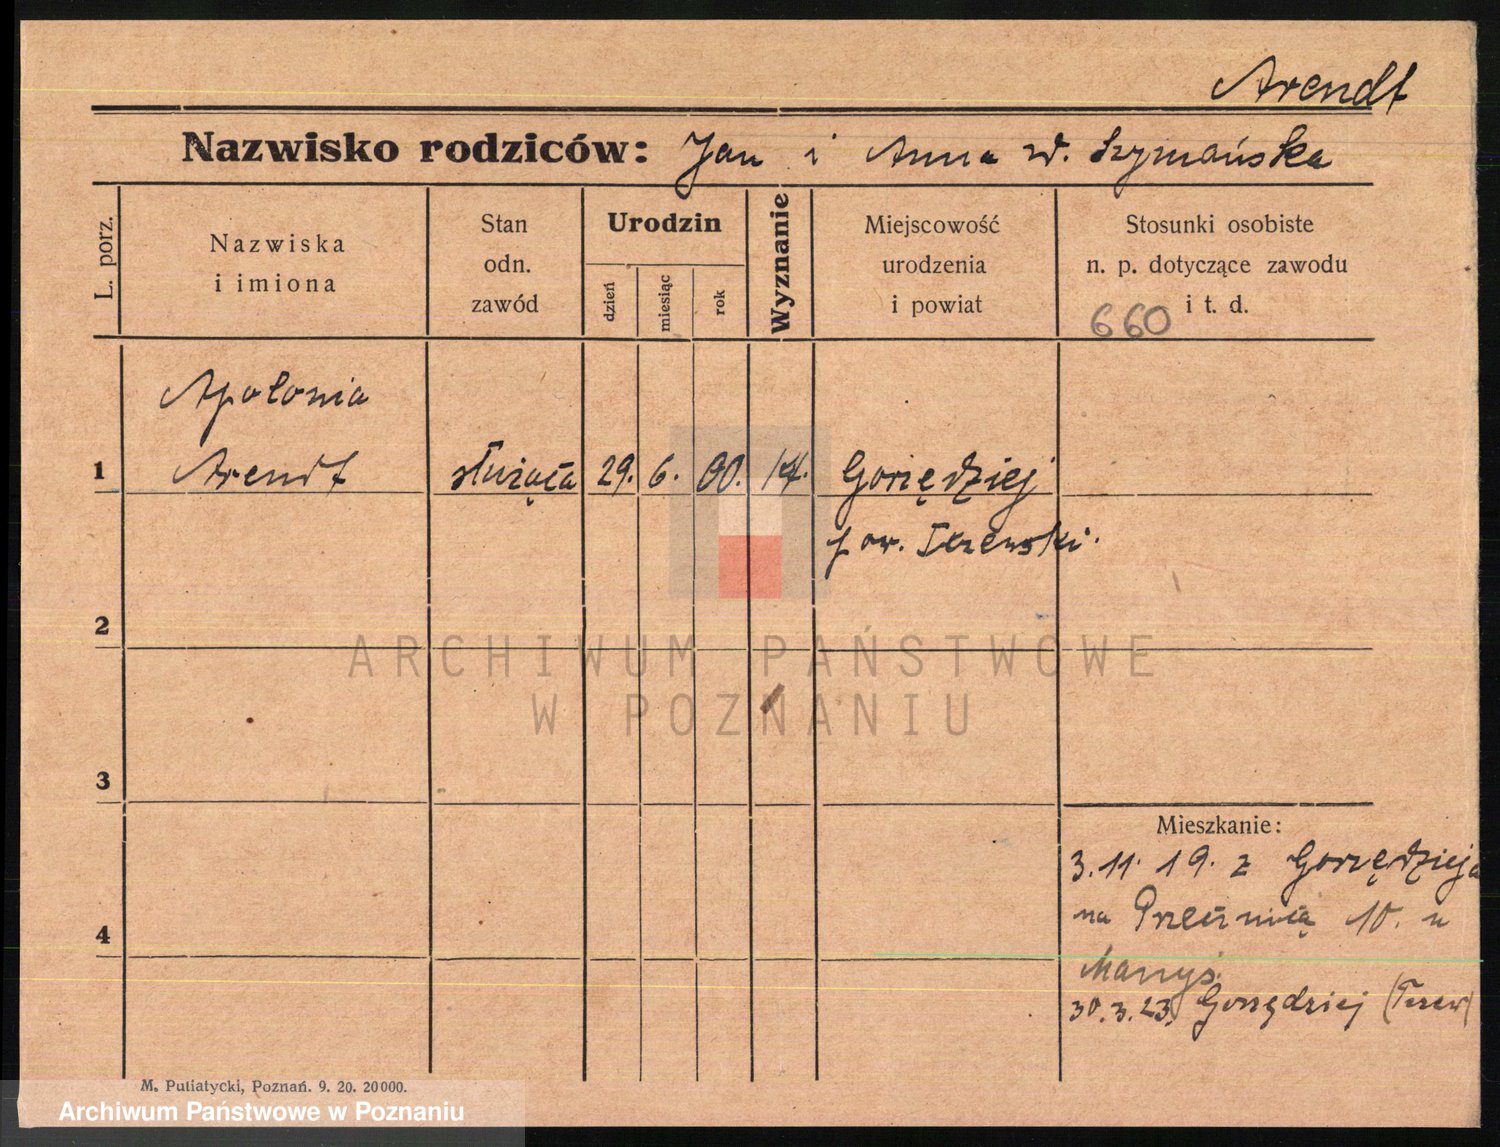 Arendt
Nazwisko rodziców: Jan i Anna z d. Szymańska
L. porz.
Nazwiska
i imiona
Stan
odn.
zawód
Urodzin
dzień
miesiąc
rok
Wyznanie
Miejscowość
urodzenia
i powiat
Stosunki osobiste
n. p. dotyczące zawodu
i t. d.
660
Apolonia
1 Arendt służąca 29. 6. 00. Gorzędziej
pow. Tczewski.
2
ARCHIWUM PAŃSTWOWE
W POZNANIU
3
Mieszkanie:
3.11.19. z Gorzędzieja
na 10. u
4
30.3.23. Gorzędziej (Tczew)
M. Putiatycki, Poznań. 9. 20. 20000.
Archiwum Państwowe w Poznaniu